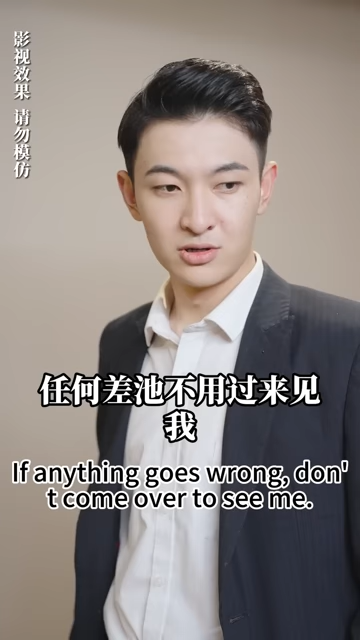 影视效果 请勿模仿
任何差池不用过来见
我
If anything goes wrong, don'
t come over to see me.